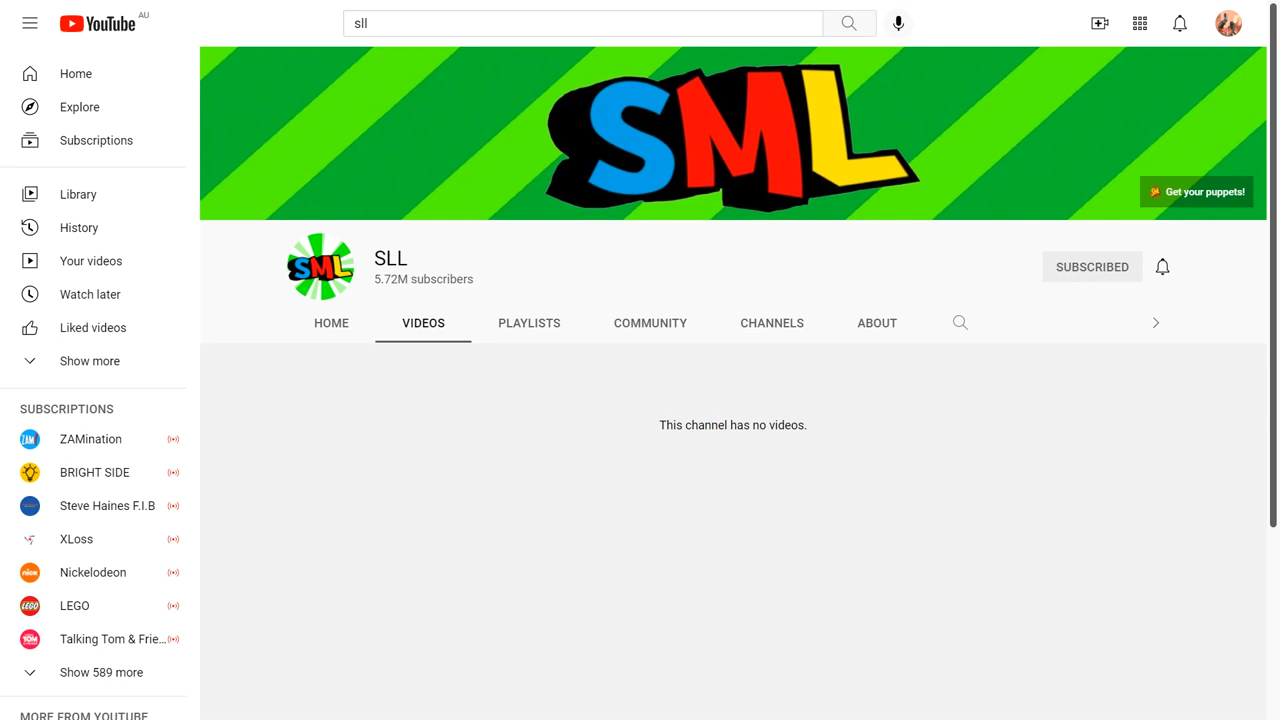 YouTube AU
sll
Home
Explore
Subscriptions
Library
History
Your videos
Watch later
Liked videos
Show more
SUBSCRIPTIONS
ZAMination
BRIGHT SIDE
Steve Haines F.I.B
XLoss
Nickelodeon
LEGO
Talking Tom & Frie...
Show 589 more
MORE FROM YOUTUBE
SML
Get your puppets!
SML
SLL
5.72M subscribers
SUBSCRIBED
HOME VIDEOS PLAYLISTS COMMUNITY CHANNELS ABOUT
This channel has no videos.